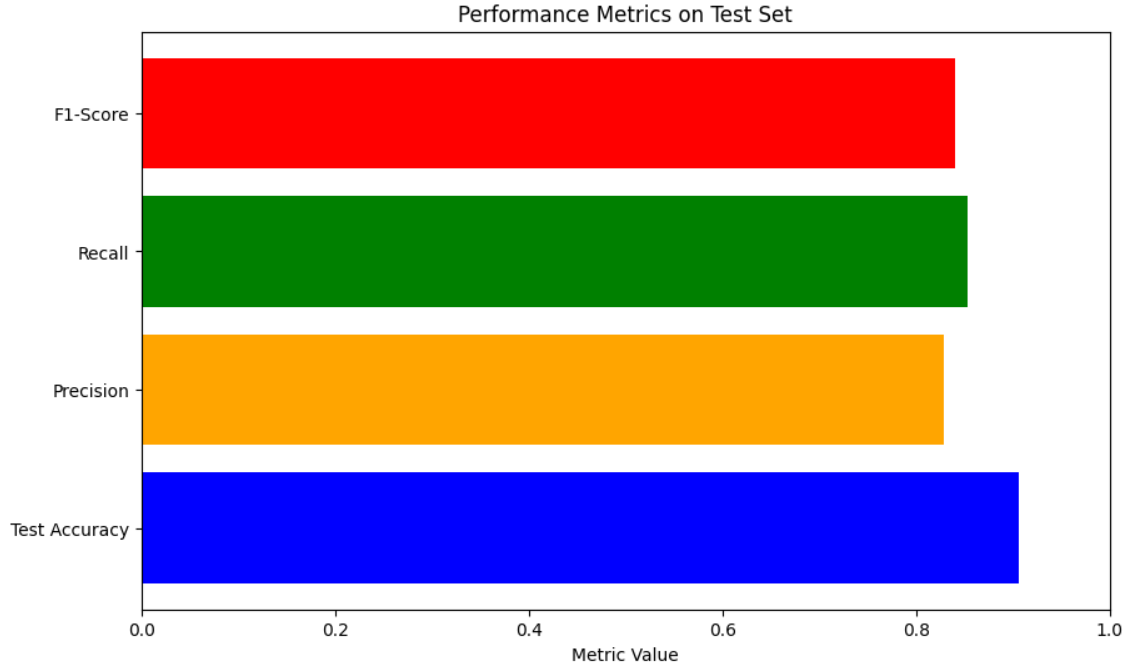 Performance Metrics on Test Set
F1-Score
Recall
Precision
Test Accuracy
0.0 0.2 0.4 0.6 0.8 1.0
Metric Value